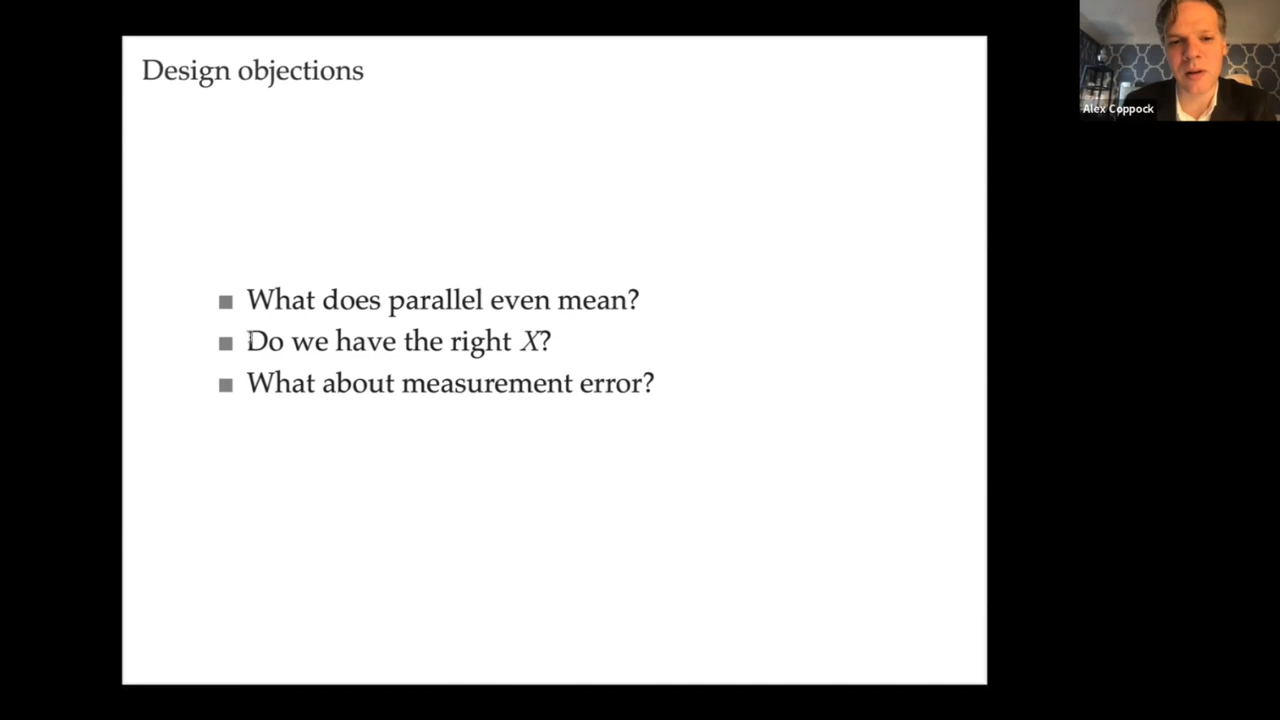 Design objections
What does parallel even mean?
Do we have the right X?
What about measurement error?
Alex Coppock